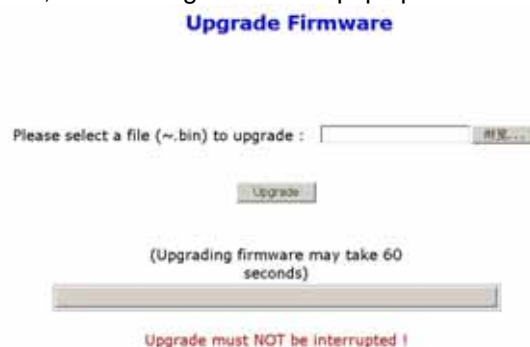 Upgrade Firmware
Please select a file (~.bin) to upgrade :
Upgrade
(Upgrading firmware may take 60
seconds)
Upgrade must NOT be interrupted !